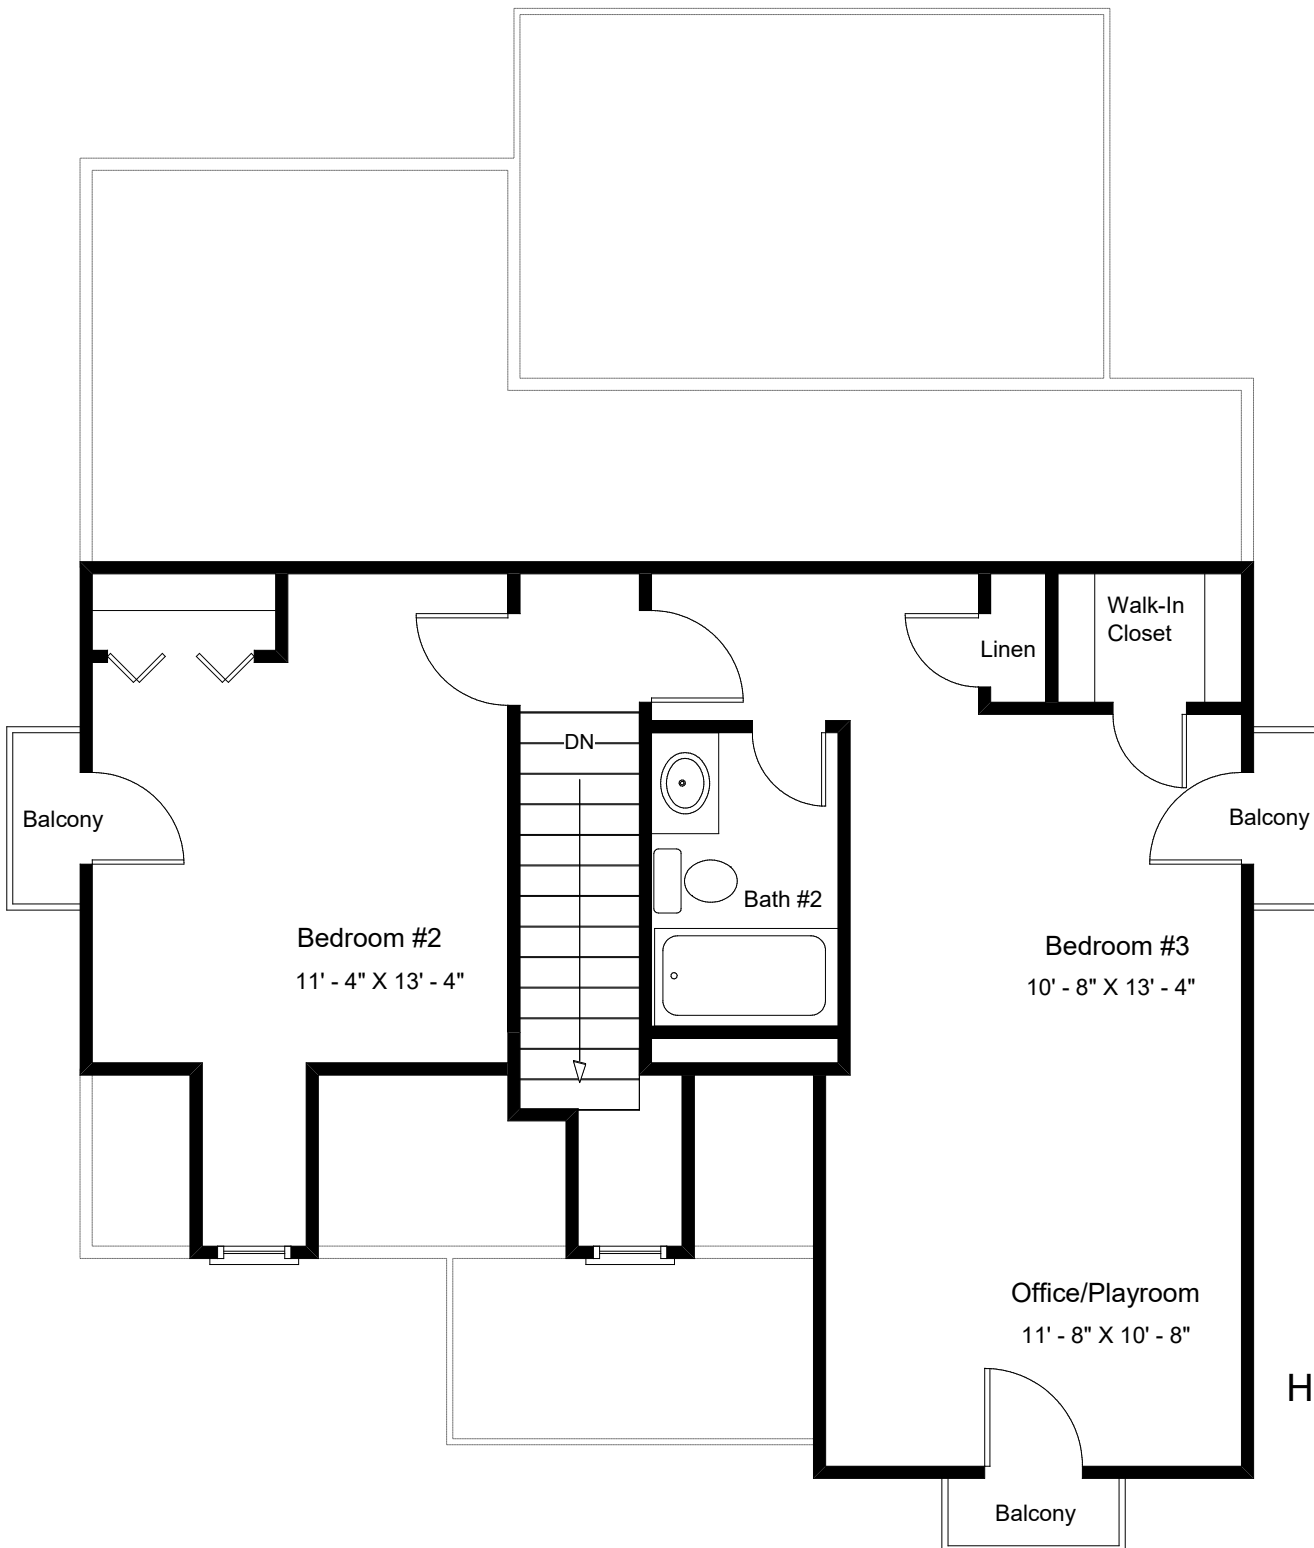 Walk-In
Closet
Linen
DN
Balcony
Balcony
Bath #2
Bedroom #2
11' - 4" X 13' - 4"
Bedroom #3
10' - 8" X 13' - 4"
Office/Playroom
11' - 8" X 10' - 8"
H
Balcony